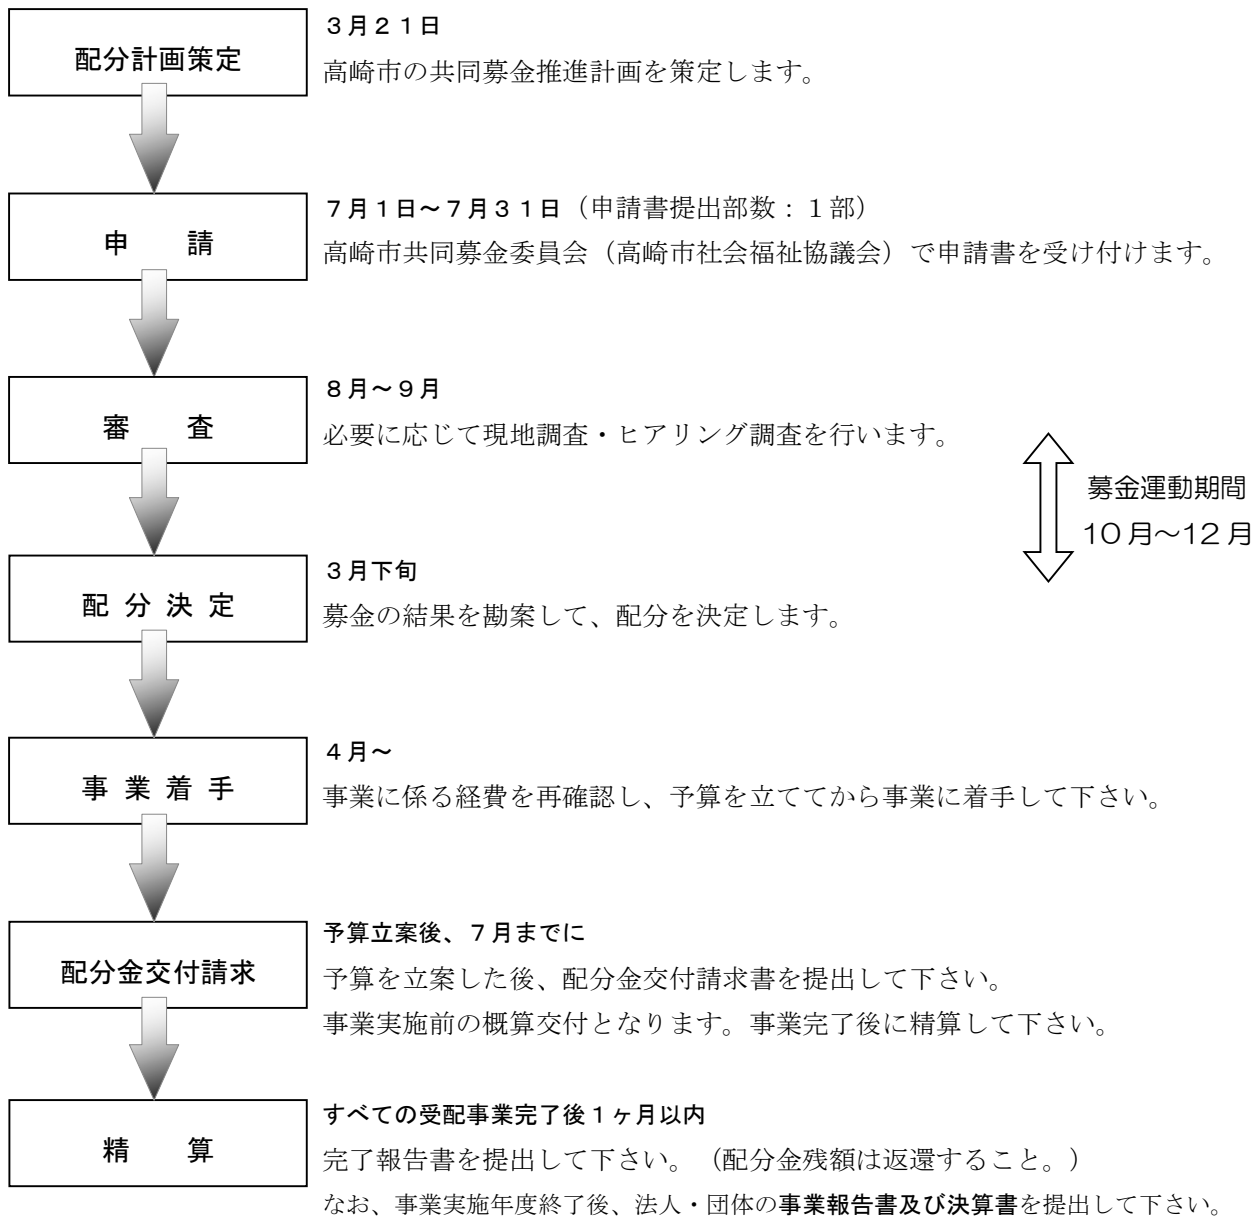 配分計画策定
３月２１日
高崎市の共同募金推進計画を策定します。
申　　請
７月１日～７月３１日（申請書提出部数：１部）
高崎市共同募金委員会（高崎市社会福祉協議会）で申請書を受け付けます。
審　　査
８月～９月
必要に応じて現地調査・ヒアリング調査を行います。
募金運動期間
10月～12月
配 分 決 定
３月下旬
募金の結果を勘案して、配分を決定します。
事 業 着 手
４月～
事業に係る経費を再確認し、予算を立ててから事業に着手して下さい。
配分金交付請求
予算立案後、７月までに
予算を立案した後、配分金交付請求書を提出して下さい。
事業実施前の概算交付となります。事業完了後に精算して下さい。
精　　算
すべての受配事業完了後１ヶ月以内
完了報告書を提出して下さい。（配分金残額は返還すること。）
なお、事業実施年度終了後、法人・団体の事業報告書及び決算書を提出して下さい。